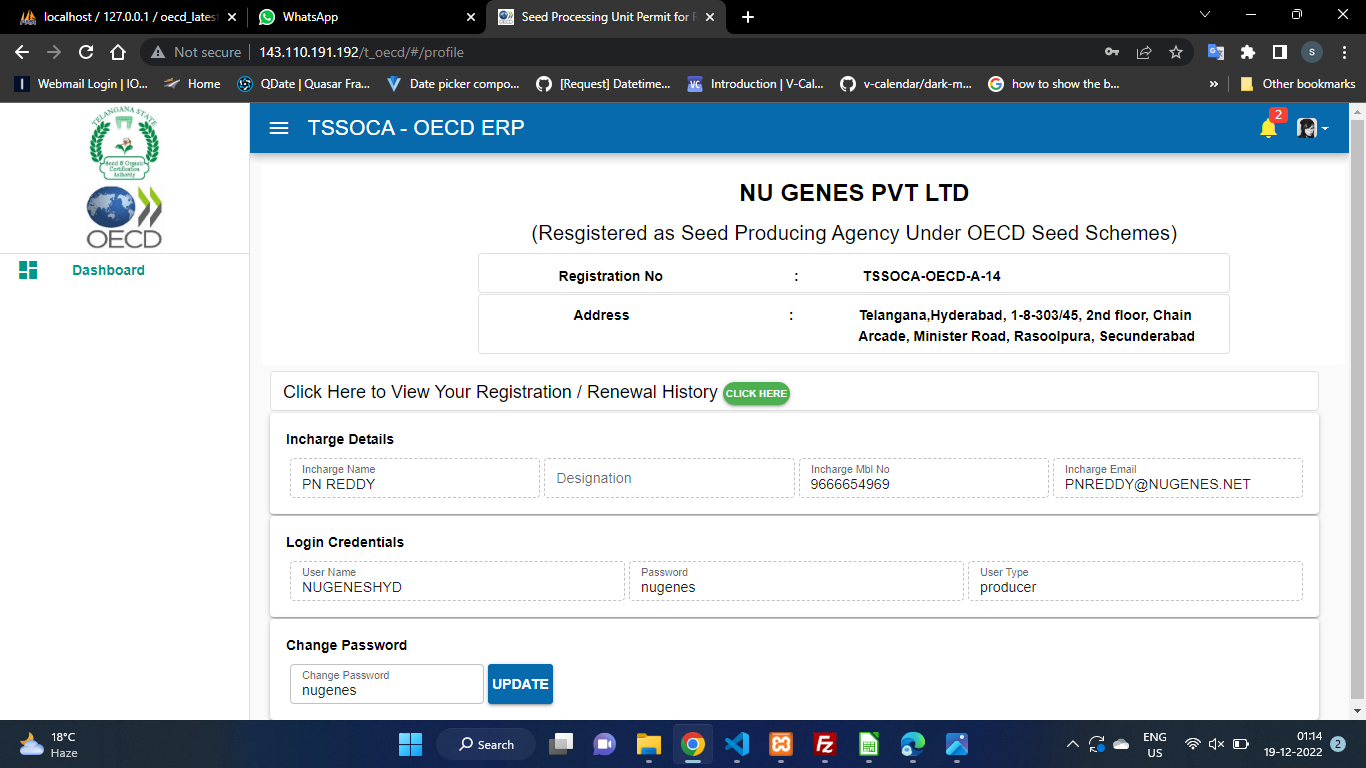 localhost / 127.0.0.1 / oecd_latest
WhatsApp
Seed Processing Unit Permit for
Not secure
143.110.191.192/t_oecd/#/profile
S
Webmail Login | IO...
Home
QDate | Quasar Fra...
Date picker compo...
[Request] Datetime...
Introduction | V-Cal...
v-calendar/dark-m...
how to show the b...
»
Other bookmarks
TELANGANA STATE
Seed & Organic
Certification
Authority
OECD
Dashboard
TSSOCA - OECD ERP
2
NU GENES PVT LTD
(Resgistered as Seed Producing Agency Under OECD Seed Schemes)
Registration No : TSSOCA-OECD-A-14
Address : Telangana,Hyderabad, 1-8-303/45, 2nd floor, Chain
Arcade, Minister Road, Rasoolpura, Secunderabad
Click Here to View Your Registration / Renewal History CLICK HERE
Incharge Details
Incharge Name
PN REDDY
Designation
Incharge Mbl No
9666654969
Incharge Email
PNREDDY@NUGENES.NET
Login Credentials
User Name
NUGENESHYD
Password
nugenes
User Type
producer
Change Password
Change Password
nugenes
UPDATE
18°C
Haze
Search
ENG
US
01:14
19-12-2022
2